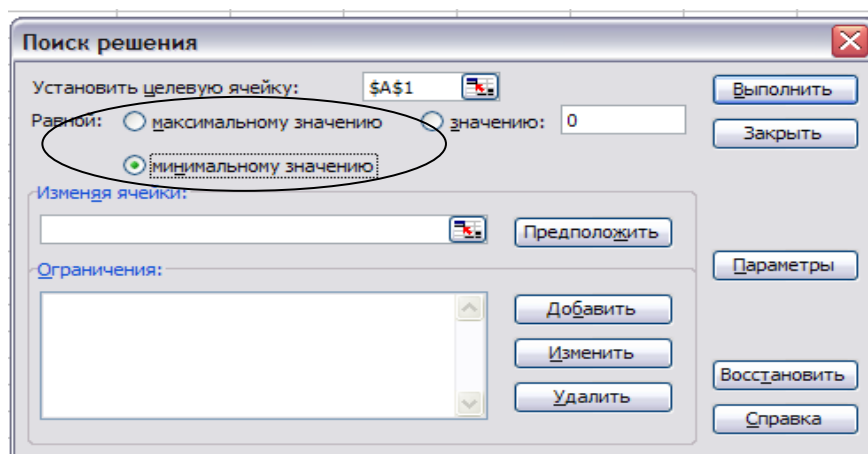 Поиск решения
Установить целевую ячейку: $A$1
Выполнить
Равной: максимальному значению значению: 0
Закрыть
минимальному значению
Изменяя ячейки:
Предположить
Ограничения:
Параметры
Добавить
Изменить
Восстановить
Удалить
Справка